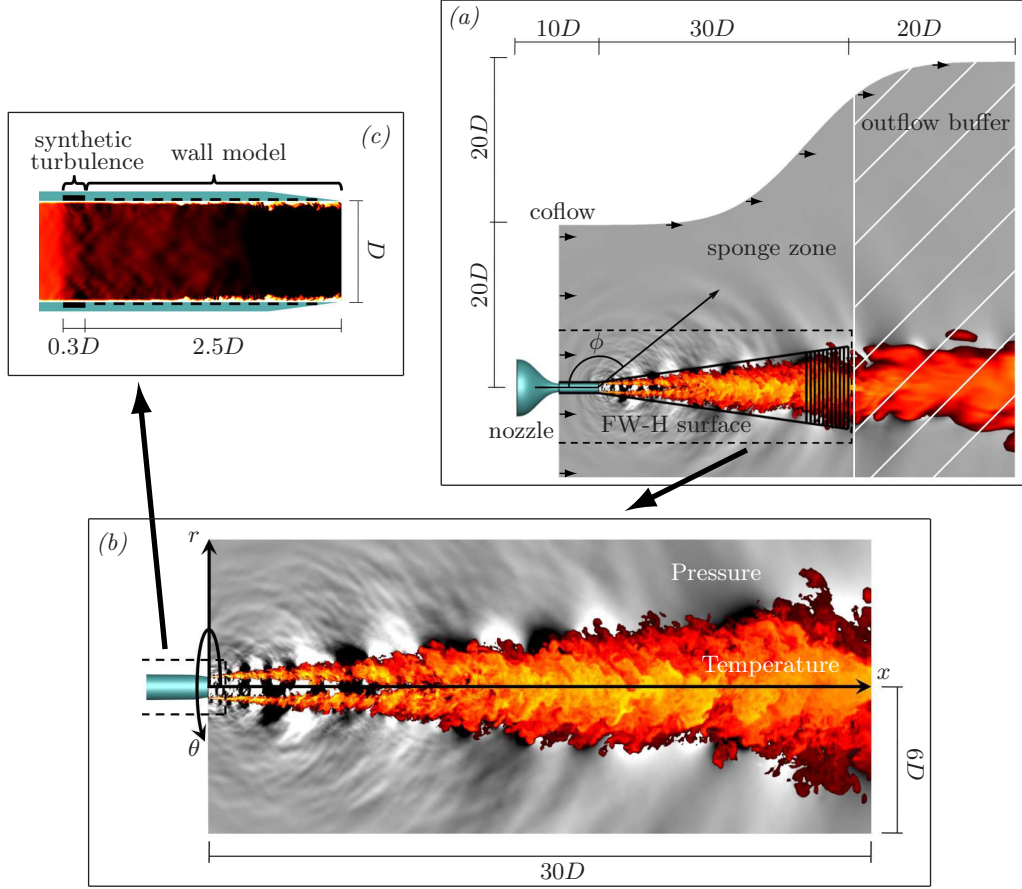 (a)
10D
30D
20D
20D
20D
coflow
sponge zone
outflow buffer
ϕ
nozzle
FW-H surface
(c)
synthetic
turbulence
wall model
D
0.3D
2.5D
(b)
r
Pressure
Temperature
x
θ
6D
30D